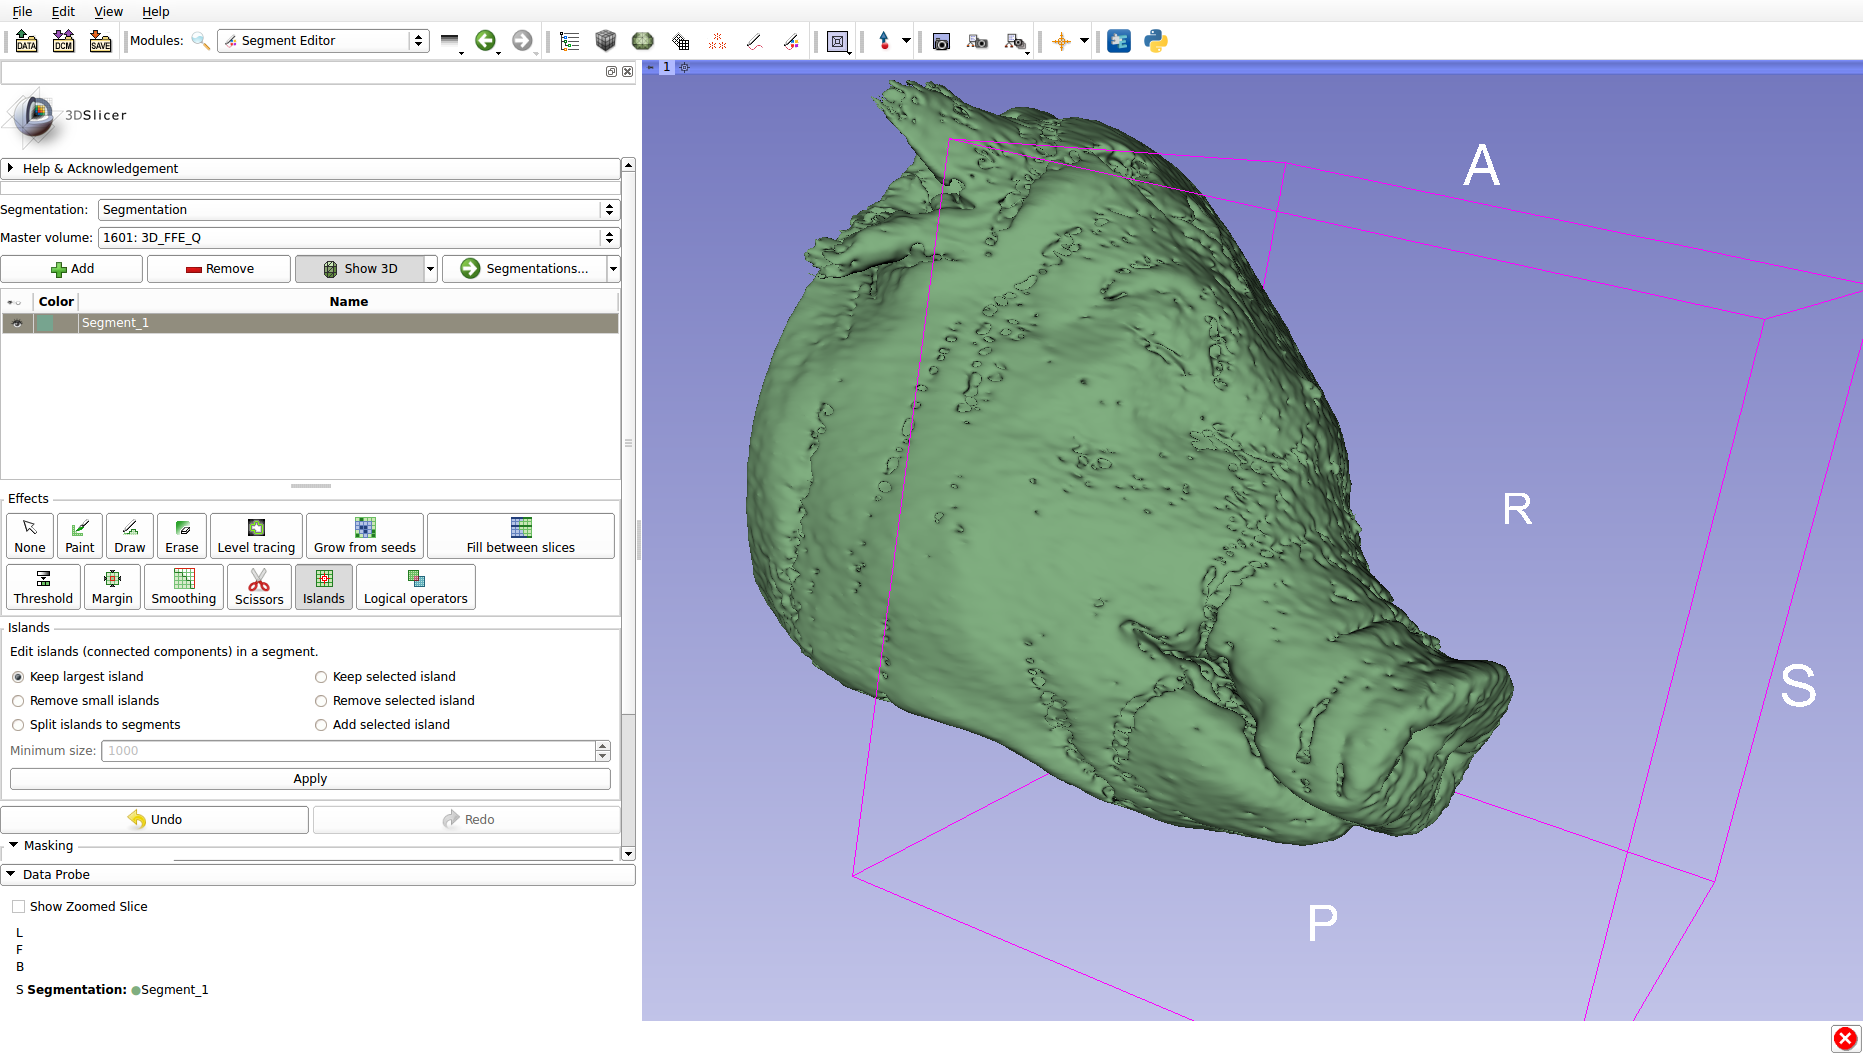 File Edit View Help
DATA DCM SAVE Modules: Segment Editor
1
3DSlicer
Help & Acknowledgement
Segmentation: Segmentation
Master volume: 1601: 3D_FFE_Q
Add Remove Show 3D Segmentations...
Color Name
Segment_1
Effects
None Paint Draw Erase Level tracing Grow from seeds Fill between slices
Threshold Margin Smoothing Scissors Islands Logical operators
Islands
Edit islands (connected components) in a segment.
Keep largest island Keep selected island
Remove small islands Remove selected island
Split islands to segments Add selected island
Minimum size: 1000
Apply
Undo Redo
Masking
Data Probe
Show Zoomed Slice
L
F
B
S Segmentation: Segment_1
A
R
S
P